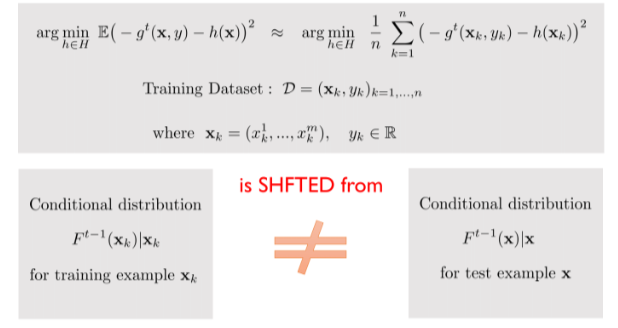 arg min_{h∈H} 𝔼(−g^t(𝐱, y) − h(𝐱))² ≈ arg min_{h∈H} 1/n ∑_{k=1}^{n} (−g^t(𝐱_k, y_k) − h(𝐱_k))²
Training Dataset : 𝒟 = (𝐱_k, y_k)_{k=1,...,n}
where 𝐱_k = (x_k^1, ..., x_k^m), y_k ∈ ℝ
is SHFTED from
Conditional distribution
F^{t−1}(𝐱_k)|𝐱_k
for training example 𝐱_k
≠
Conditional distribution
F^{t−1}(𝐱)|𝐱
for test example 𝐱